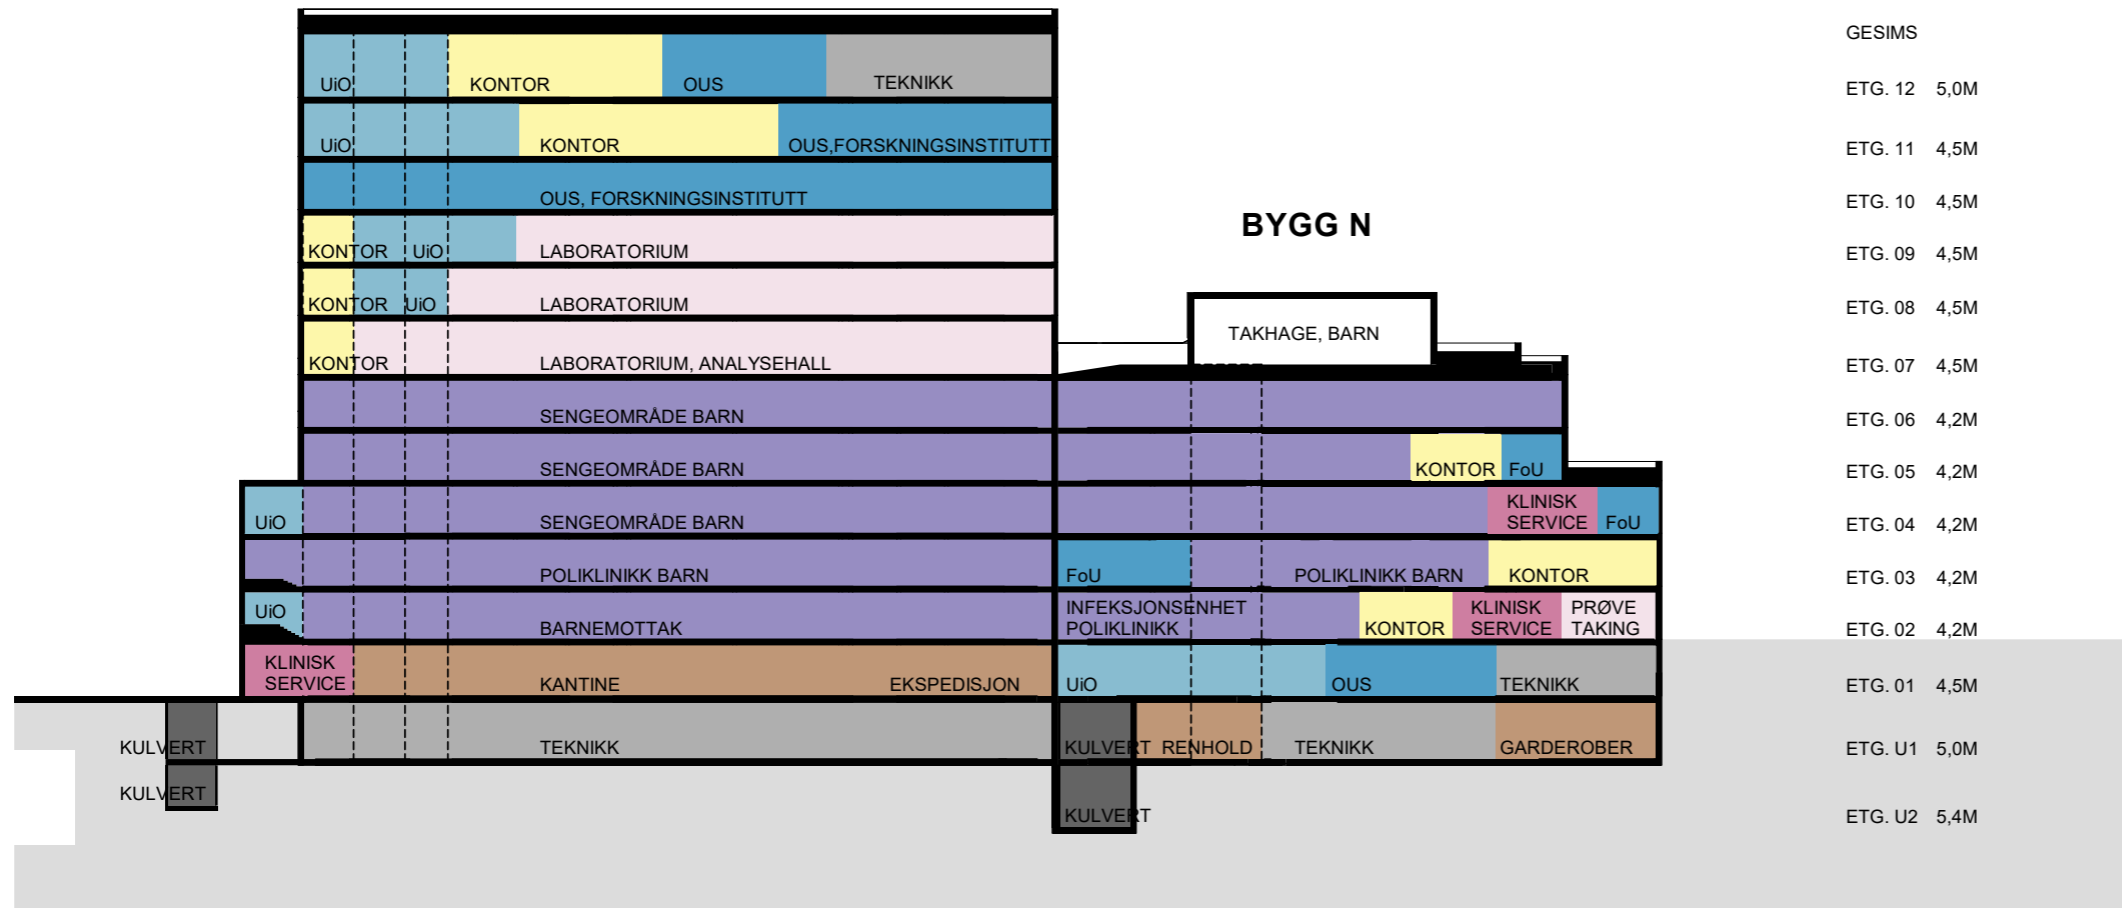 GESIMS
UiO KONTOR OUS TEKNIKK ETG. 12 5,0M
UiO KONTOR OUS,FORSKNINGSINSTITUTT ETG. 11 4,5M
OUS, FORSKNINGSINSTITUTT ETG. 10 4,5M
BYGG N
KONTOR UiO LABORATORIUM ETG. 09 4,5M
KONTOR UiO LABORATORIUM ETG. 08 4,5M
TAKHAGE, BARN
KONTOR LABORATORIUM, ANALYSEHALL ETG. 07 4,5M
SENGEOMRÅDE BARN ETG. 06 4,2M
SENGEOMRÅDE BARN KONTOR FoU ETG. 05 4,2M
KLINISK
UiO SENGEOMRÅDE BARN SERVICE FoU ETG. 04 4,2M
POLIKLINIKK BARN FoU POLIKLINIKK BARN KONTOR ETG. 03 4,2M
UiO INFEKSJONSENHET KLINISK PRØVE
BARNEMOTTAK POLIKLINIKK KONTOR SERVICE TAKING ETG. 02 4,2M
KLINISK
SERVICE KANTINE EKSPEDISJON UiO OUS TEKNIKK ETG. 01 4,5M
KULVERT TEKNIKK KULVERT RENHOLD TEKNIKK GARDEROBER ETG. U1 5,0M
KULVERT
KULVERT ETG. U2 5,4M